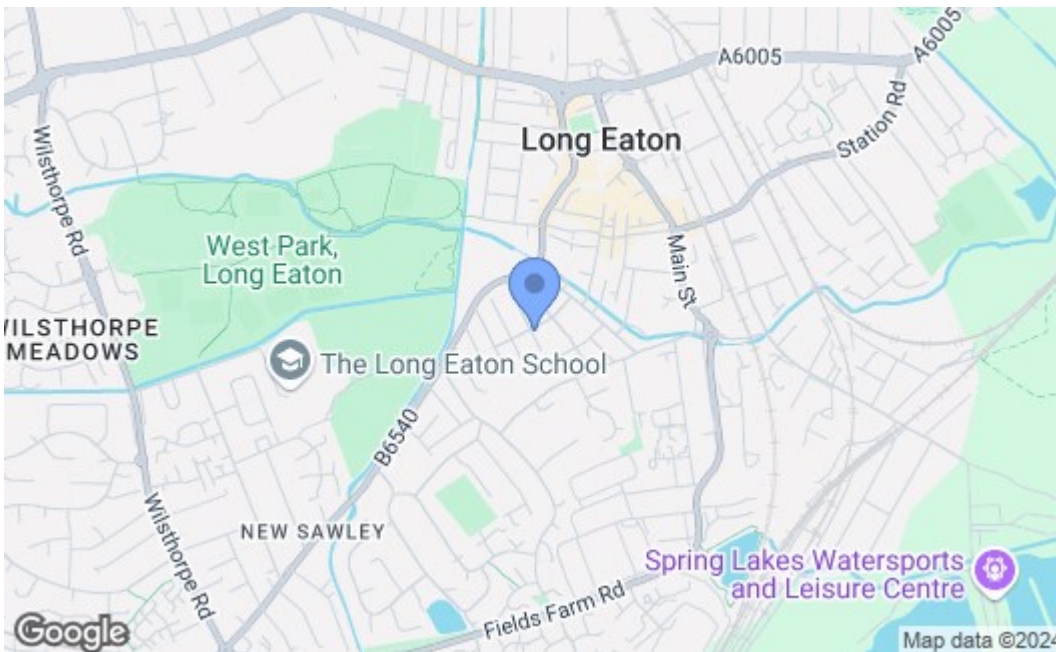 A6005
A6005
Long Eaton
Station Rd
Wilsthorpe Rd
West Park,
Long Eaton
Main St
WILSTHORPE
MEADOWS
The Long Eaton School
B6540
Wilsthorpe Rd
NEW SAWLEY
Spring Lakes Watersports
and Leisure Centre
Fields Farm Rd
Google
Map data ©2024